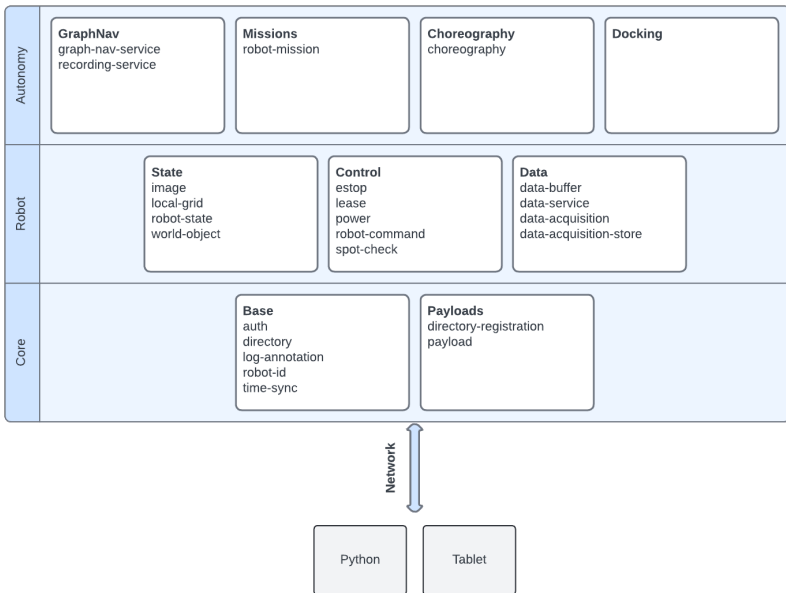 Autonomy
GraphNav
graph-nav-service
recording-service
Missions
robot-mission
Choreography
choreography
Docking
Robot
State
image
local-grid
robot-state
world-object
Control
estop
lease
power
robot-command
spot-check
Data
data-buffer
data-service
data-acquisition
data-acquisition-store
Core
Base
auth
directory
log-annotation
robot-id
time-sync
Payloads
directory-registration
payload
Network
Python
Tablet